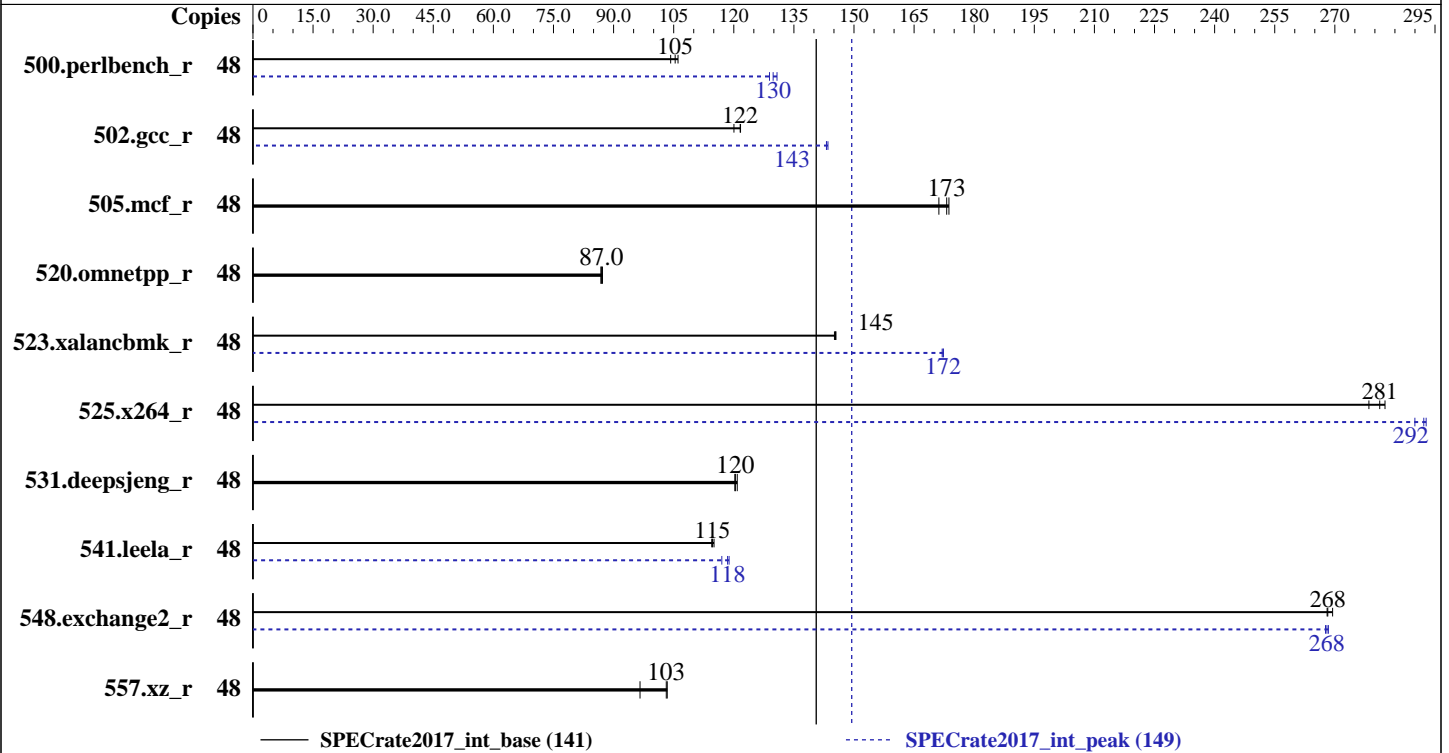 Copies 0 15.0 30.0 45.0 60.0 75.0 90.0 105 120 135 150 165 180 195 210 225 240 255 270 295
500.perlbench_r 48 105
130
502.gcc_r 48 122
143
505.mcf_r 48 173
520.omnetpp_r 48 87.0
523.xalancbmk_r 48 145
172
525.x264_r 48 281
292
531.deepsjeng_r 48 120
541.leela_r 48 115
118
548.exchange2_r 48 268
268
557.xz_r 48 103
SPECrate2017_int_base (141) SPECrate2017_int_peak (149)